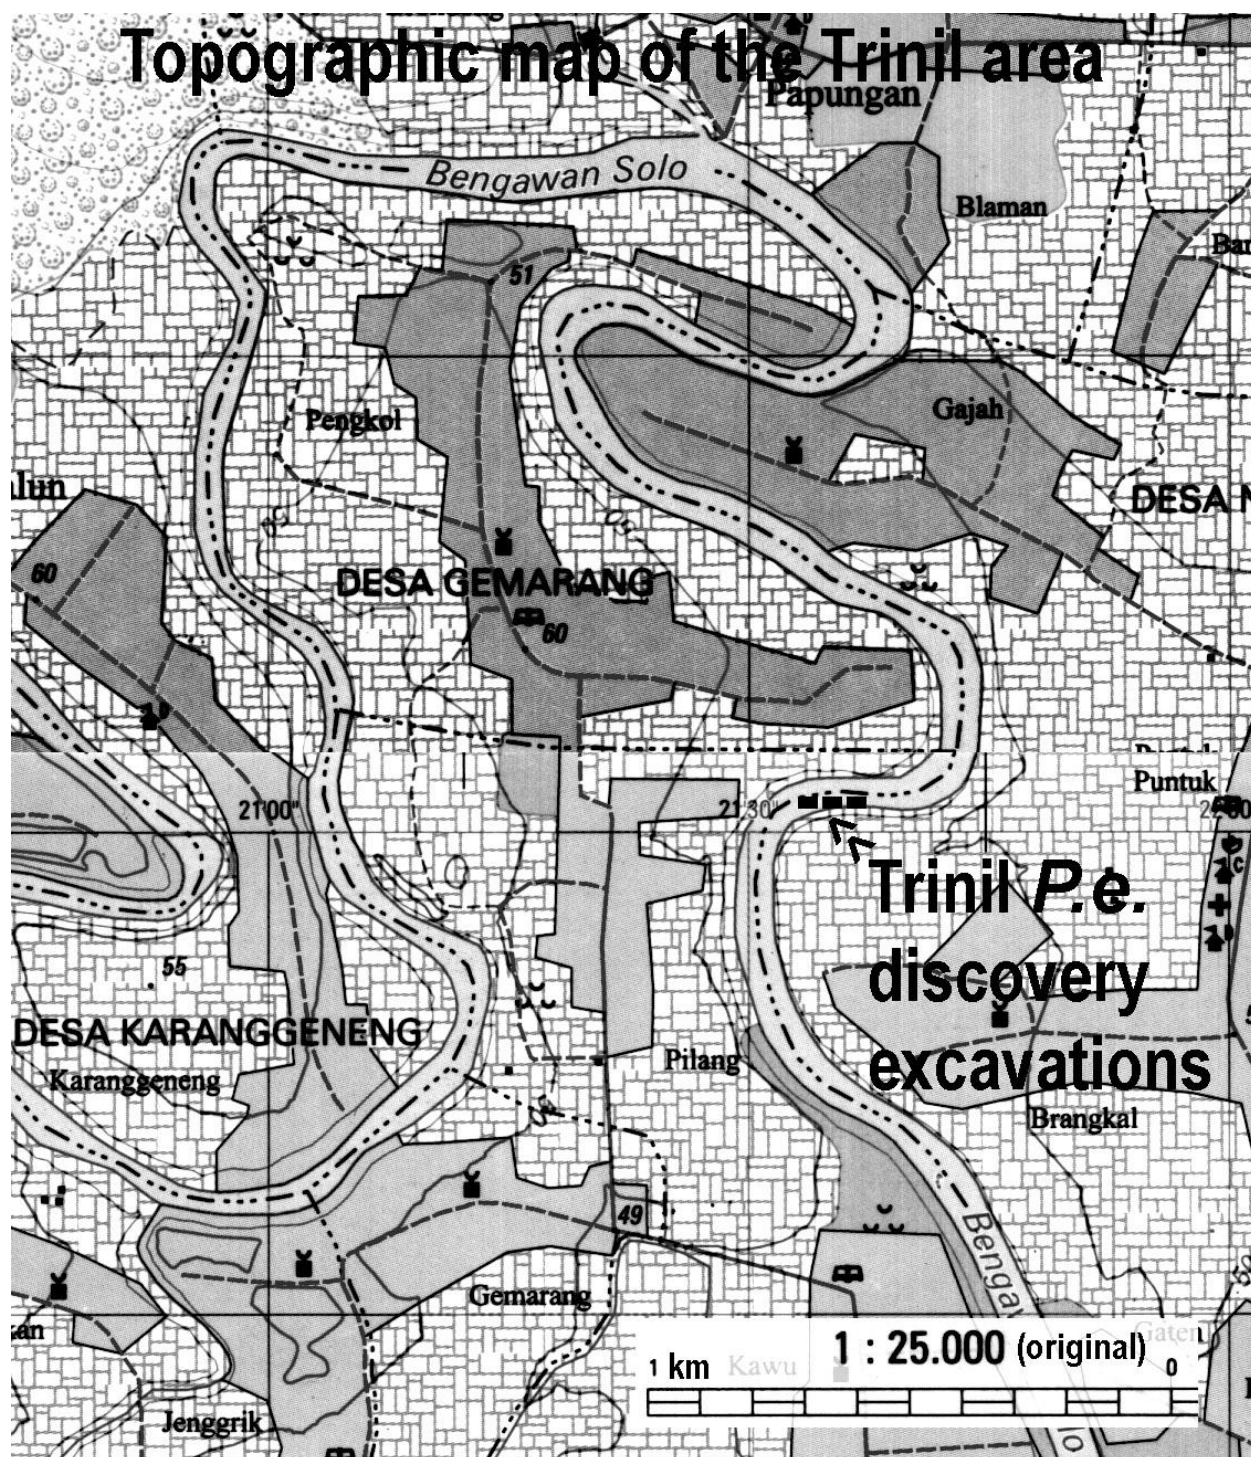 Topographic map of the Trinil area
Papungan
Bengawan Solo
Blaman
51
Pengkol
Gajah
50
50
60
DESA GEMARANG
60
Puntuk
21'00"
21'30"
Trinil P.e.
discovery
excavations
C
55
DESA KARANGGENENG
Karanggeneng
Pilang
Brangkal
49
Gemarang
1 : 25.000 (original)
1 km
0
Kawu
Jenggrik